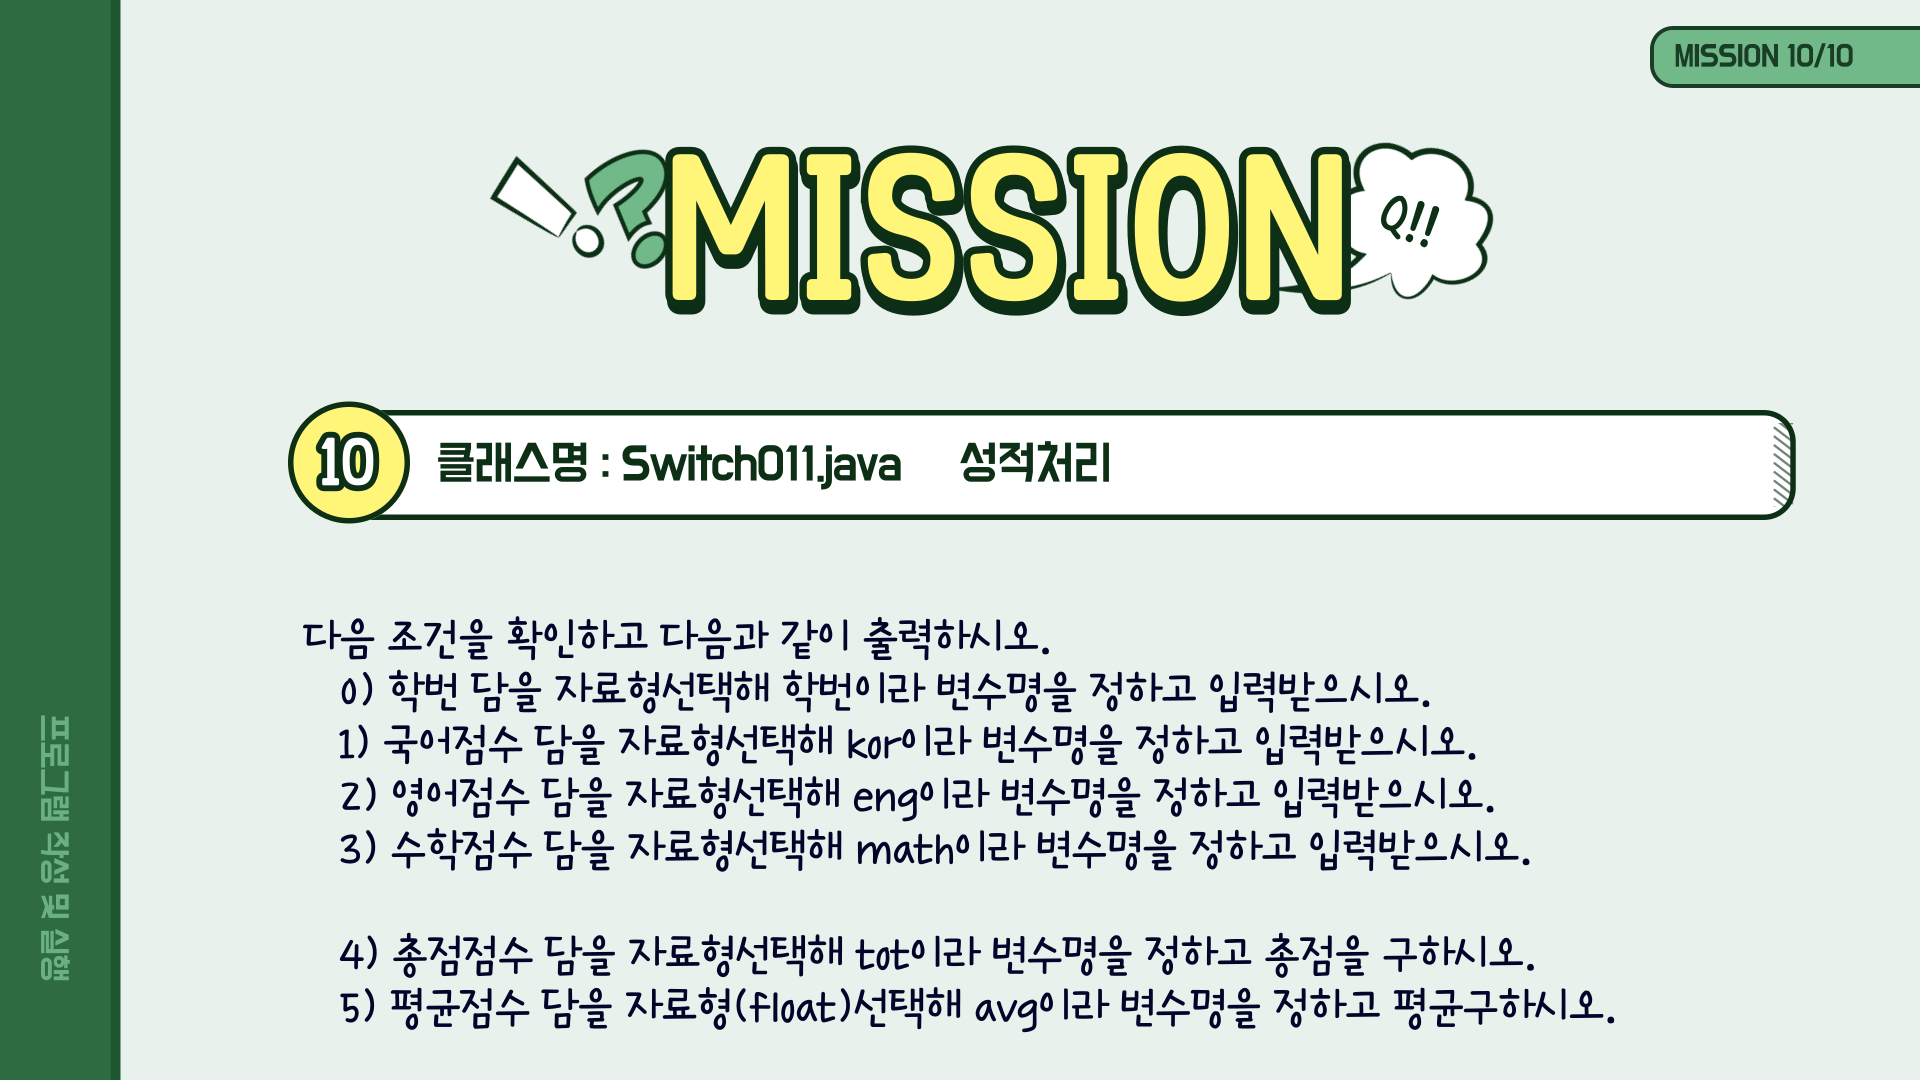 MISSION 10/10
!?
MISSION
Q!!
10
클래스명 : Switch011.java 성적처리
다음 조건을 확인하고 다음과 같이 출력하시오.
0) 학번 담을 자료형선택해 학번이라 변수명을 정하고 입력받으시오.
1) 국어점수 담을 자료형선택해 kor이라 변수명을 정하고 입력받으시오.
2) 영어점수 담을 자료형선택해 eng이라 변수명을 정하고 입력받으시오.
3) 수학점수 담을 자료형선택해 math이라 변수명을 정하고 입력받으시오.
4) 총점점수 담을 자료형선택해 tot이라 변수명을 정하고 총점을 구하시오.
5) 평균점수 담을 자료형(float)선택해 avg이라 변수명을 정하고 평균구하시오.
프로그램 작성 및 실행